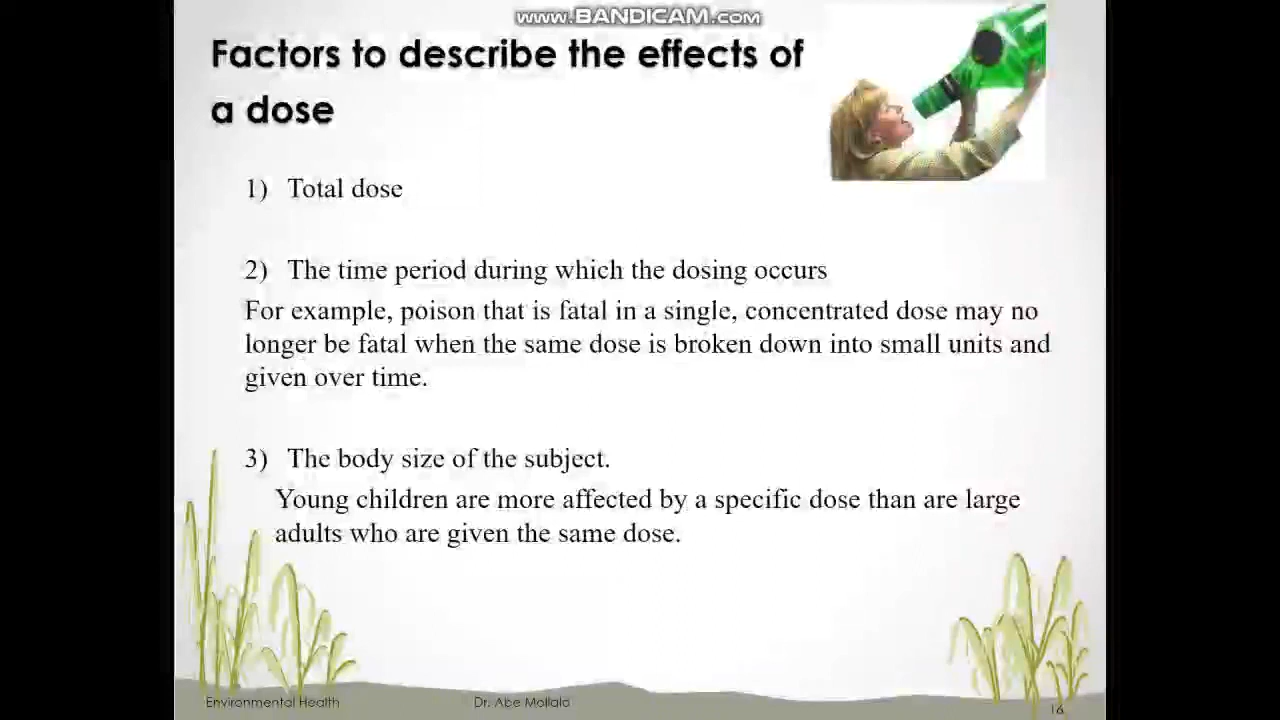 www.BANDICAM.com
Factors to describe the effects of
a dose
1) Total dose
2) The time period during which the dosing occurs
For example, poison that is fatal in a single, concentrated dose may no
longer be fatal when the same dose is broken down into small units and
given over time.
3) The body size of the subject.
Young children are more affected by a specific dose than are large
adults who are given the same dose.
Environmental Health
Dr. Abe Mollalo
16